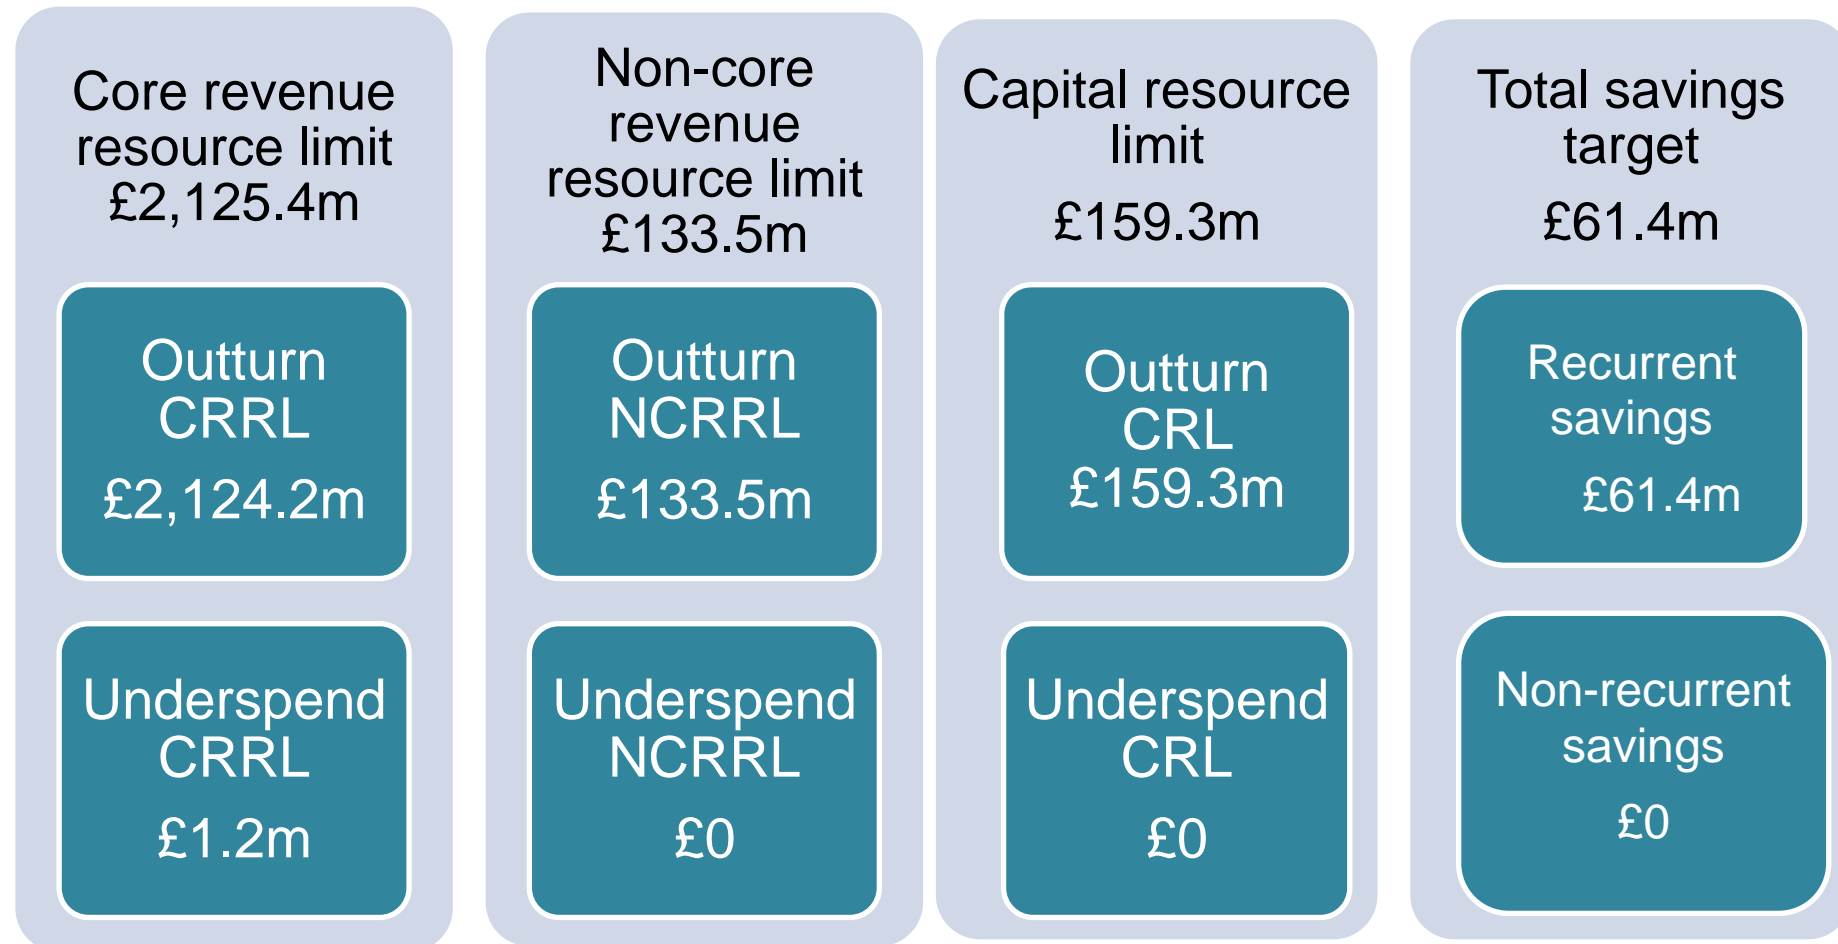 Core revenue
resource limit
£2,125.4m
Outturn
CRRL
£2,124.2m
Underspend
CRRL
£1.2m
Non-core
revenue
resource limit
£133.5m
Outturn
NCRRL
£133.5m
Underspend
NCRRL
£0
Capital resource
limit
£159.3m
Outturn
CRL
£159.3m
Underspend
CRL
£0
Total savings
target
£61.4m
Recurrent
savings
£61.4m
Non-recurrent
savings
£0